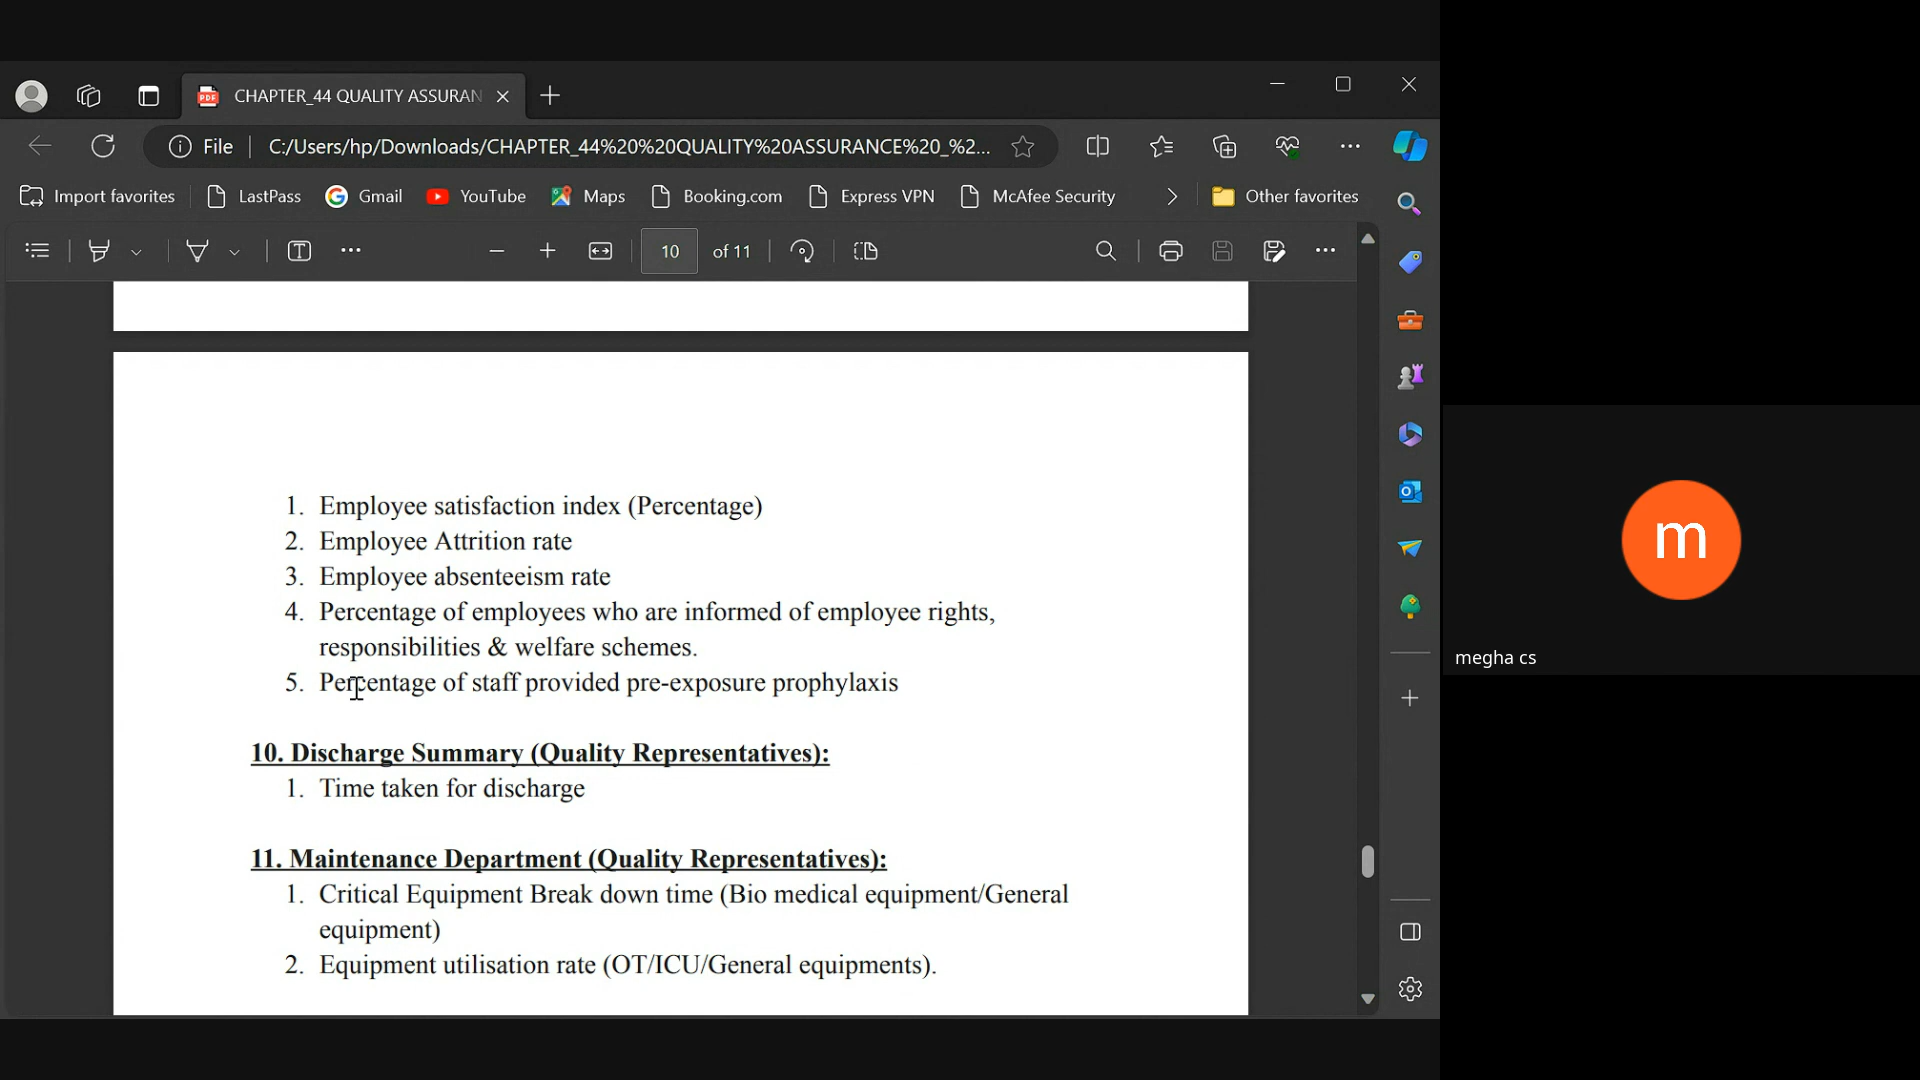 CHAPTER_44 QUALITY ASSURAN
File
C:/Users/hp/Downloads/CHAPTER_44%20%20QUALITY%20ASSURANCE%20_%2...
Import favorites
LastPass
Gmail
YouTube
Maps
Booking.com
Express VPN
McAfee Security
Other favorites
10 of 11
1. Employee satisfaction index (Percentage)
2. Employee Attrition rate
3. Employee absenteeism rate
4. Percentage of employees who are informed of employee rights,
responsibilities & welfare schemes.
5. Percentage of staff provided pre-exposure prophylaxis
10. Discharge Summary (Quality Representatives):
1. Time taken for discharge
11. Maintenance Department (Quality Representatives):
1. Critical Equipment Break down time (Bio medical equipment/General
equipment)
2. Equipment utilisation rate (OT/ICU/General equipments).
m
megha cs